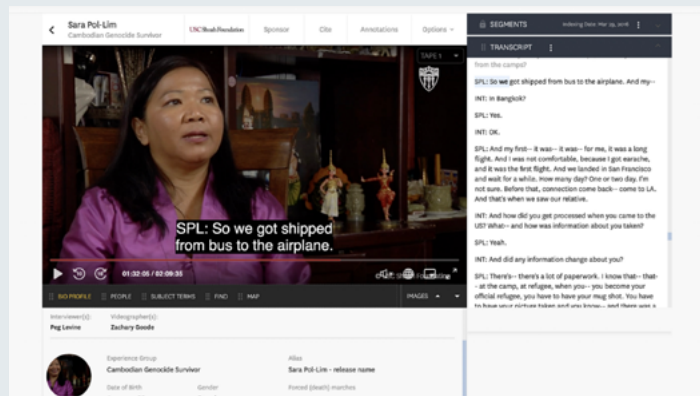 Sara Pol-Lim
Cambodian Genocide Survivor
USC Shoah Foundation
Sponsor
Cite
Annotations
Options
TAPE 1
SPL: So we got shipped
from bus to the airplane.
01:32:05 / 02:09:35
BIO PROFILE
PEOPLE
SUBJECT TERMS
FIND
MAP
IMAGES
Interviewer(s):
Videographer(s):
Peg Levine
Zachary Goode
Experience Group
Alias
Cambodian Genocide Survivor
Sara Pol-Lim - release name
Date of Birth
Gender
Forced (death) marches
SEGMENTS
Indexing Date: Mar 29, 2016
TRANSCRIPT
from the camps?
SPL: So we got shipped from bus to the airplane. And my--
INT: In Bangkok?
SPL: Yes.
INT: OK.
SPL: And my first-- it was-- it was-- for me, it was a long
flight. And I was not comfortable, because I got earache,
and it was the first flight. And we landed in San Francisco
and wait for a while. How many day? One or two day. I'm
not sure. Before that, connection come back-- come to LA.
And that's when we saw our relative.
INT: And how did you get processed when you came to the
US? What-- and how was information about you taken?
SPL: Yeah.
INT: And did any information change about you?
SPL: There's-- there's a lot of paperwork. I know that-- that-
- at the camp, at refugee, when you-- you become your
official refugee, you have to have your mug shot. You have
to have your picture taken and you know-- and there was a